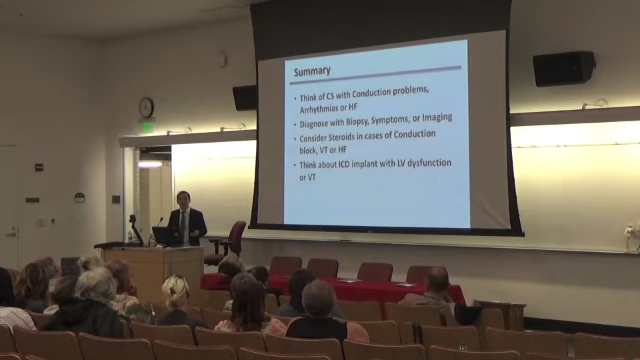 Summary
• Think of CS with Conduction problems,
Arrhythmias or HF
• Diagnose with Biopsy, Symptoms, or Imaging
• Consider Steroids in cases of Conduction
block, VT or HF
• Think about ICD implant with LV dysfunction
or VT